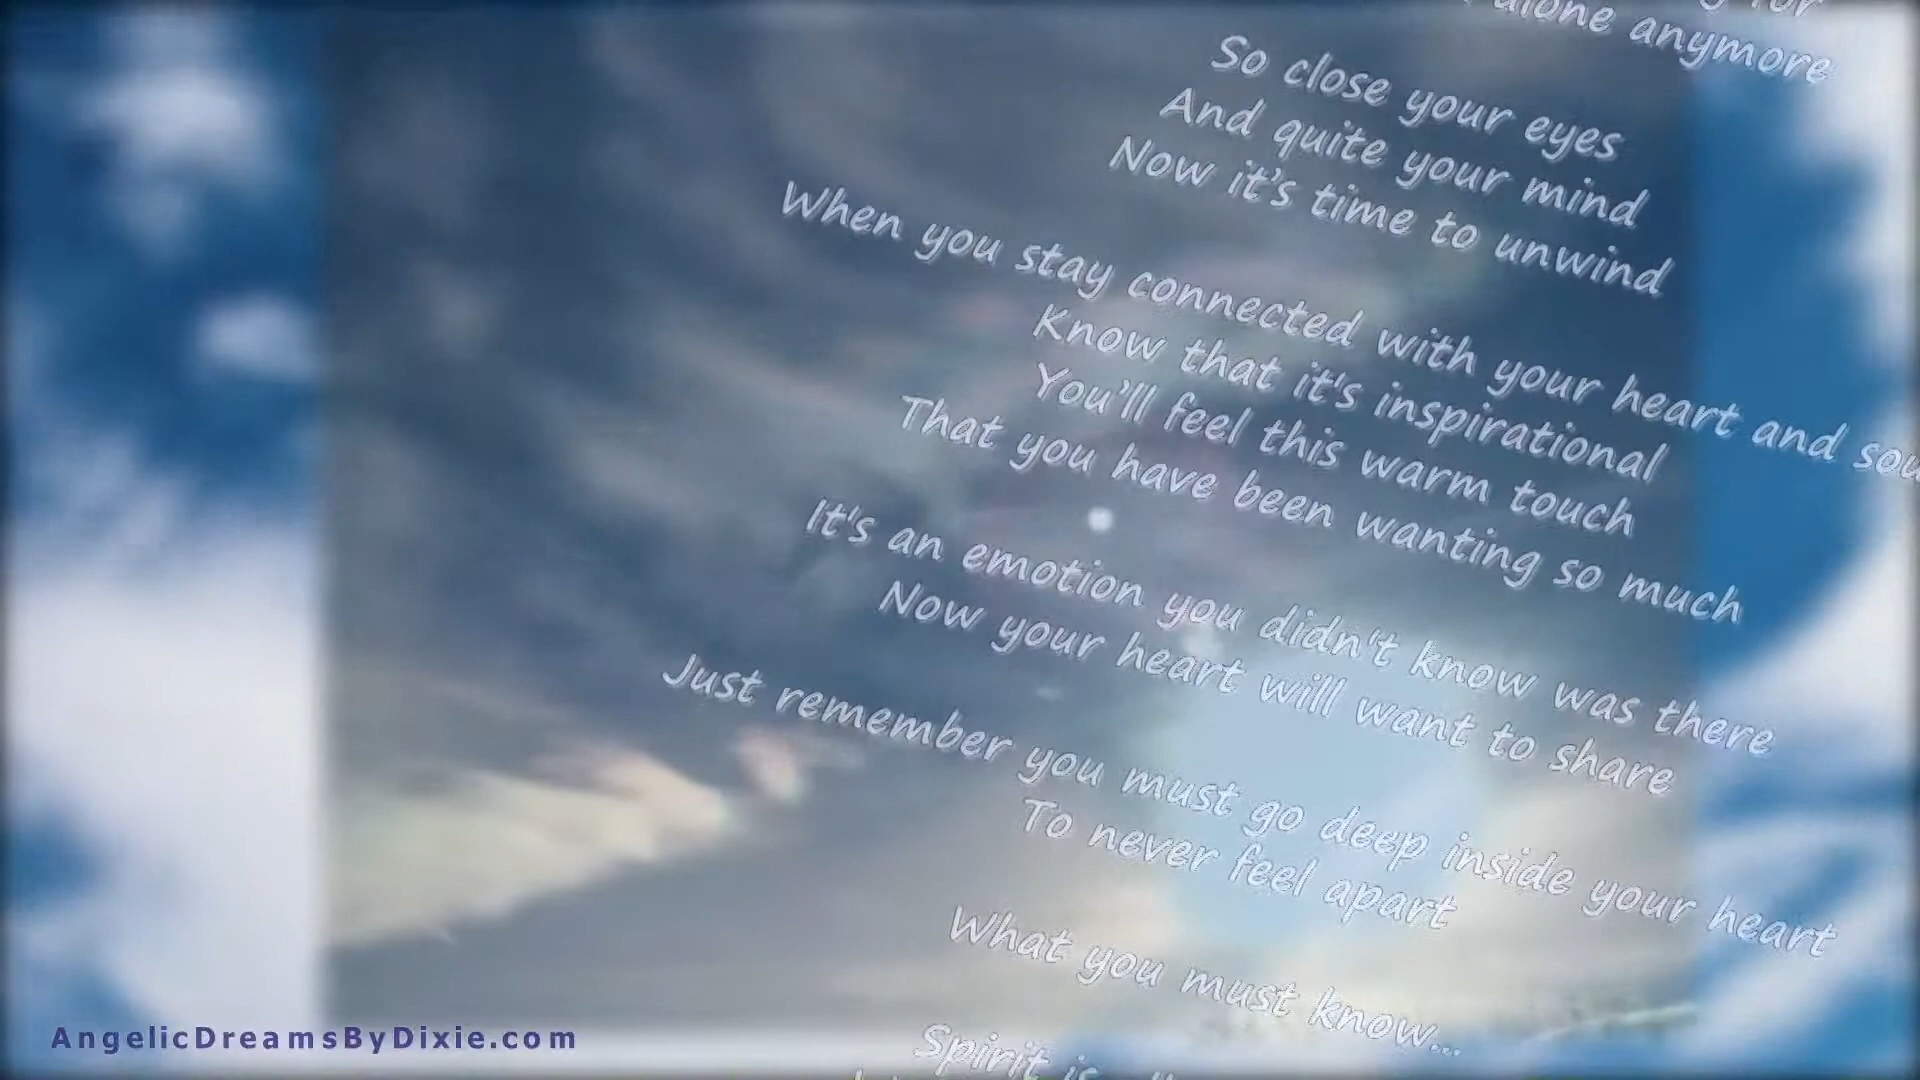 alone anymore
So close your eyes
And quite your mind
Now it's time to unwind
When you stay connected with your heart and
Know that it's inspirational
You'll feel this warm touch
That you have been wanting so much
It's an emotion you didn't know was there
Now your heart will want to share
Just remember you must go deep inside your heart
To never feel apart
What you must know...
Spirit is
AngelicDreamsByDixie.com